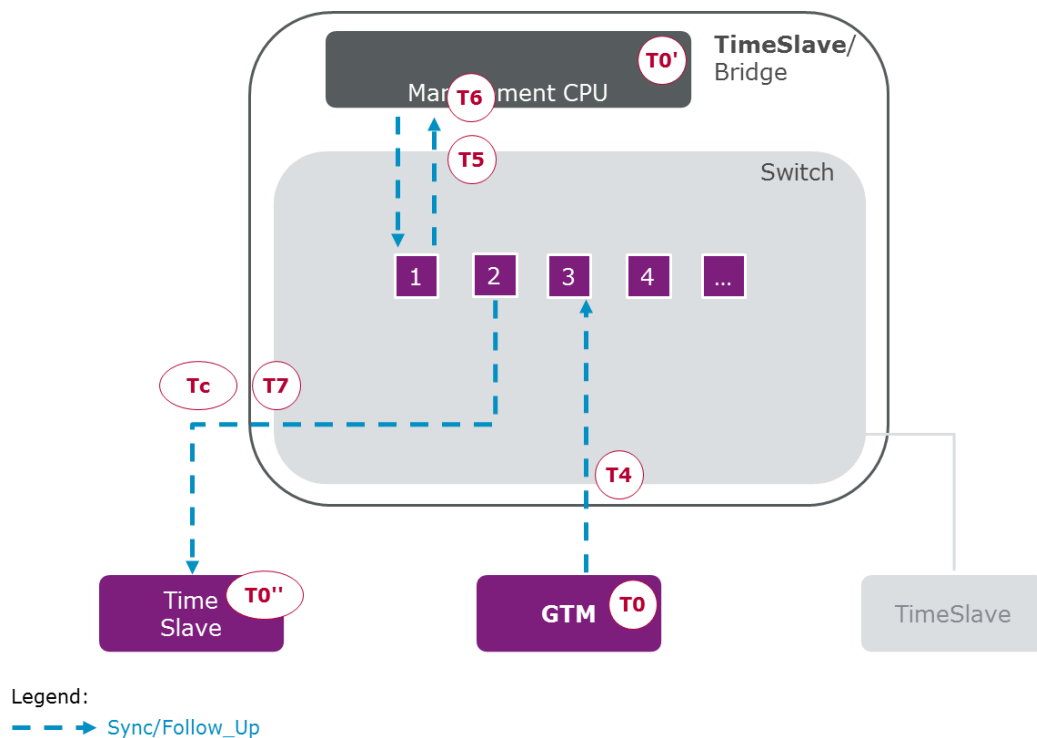 TimeSlave/
Bridge
T0'
Man ment CPU
T6
T5
Switch
1
2
3
4
...
Tc
T7
T4
Time
Slave
T0''
GTM
T0
TimeSlave
Legend:
Sync/Follow_Up